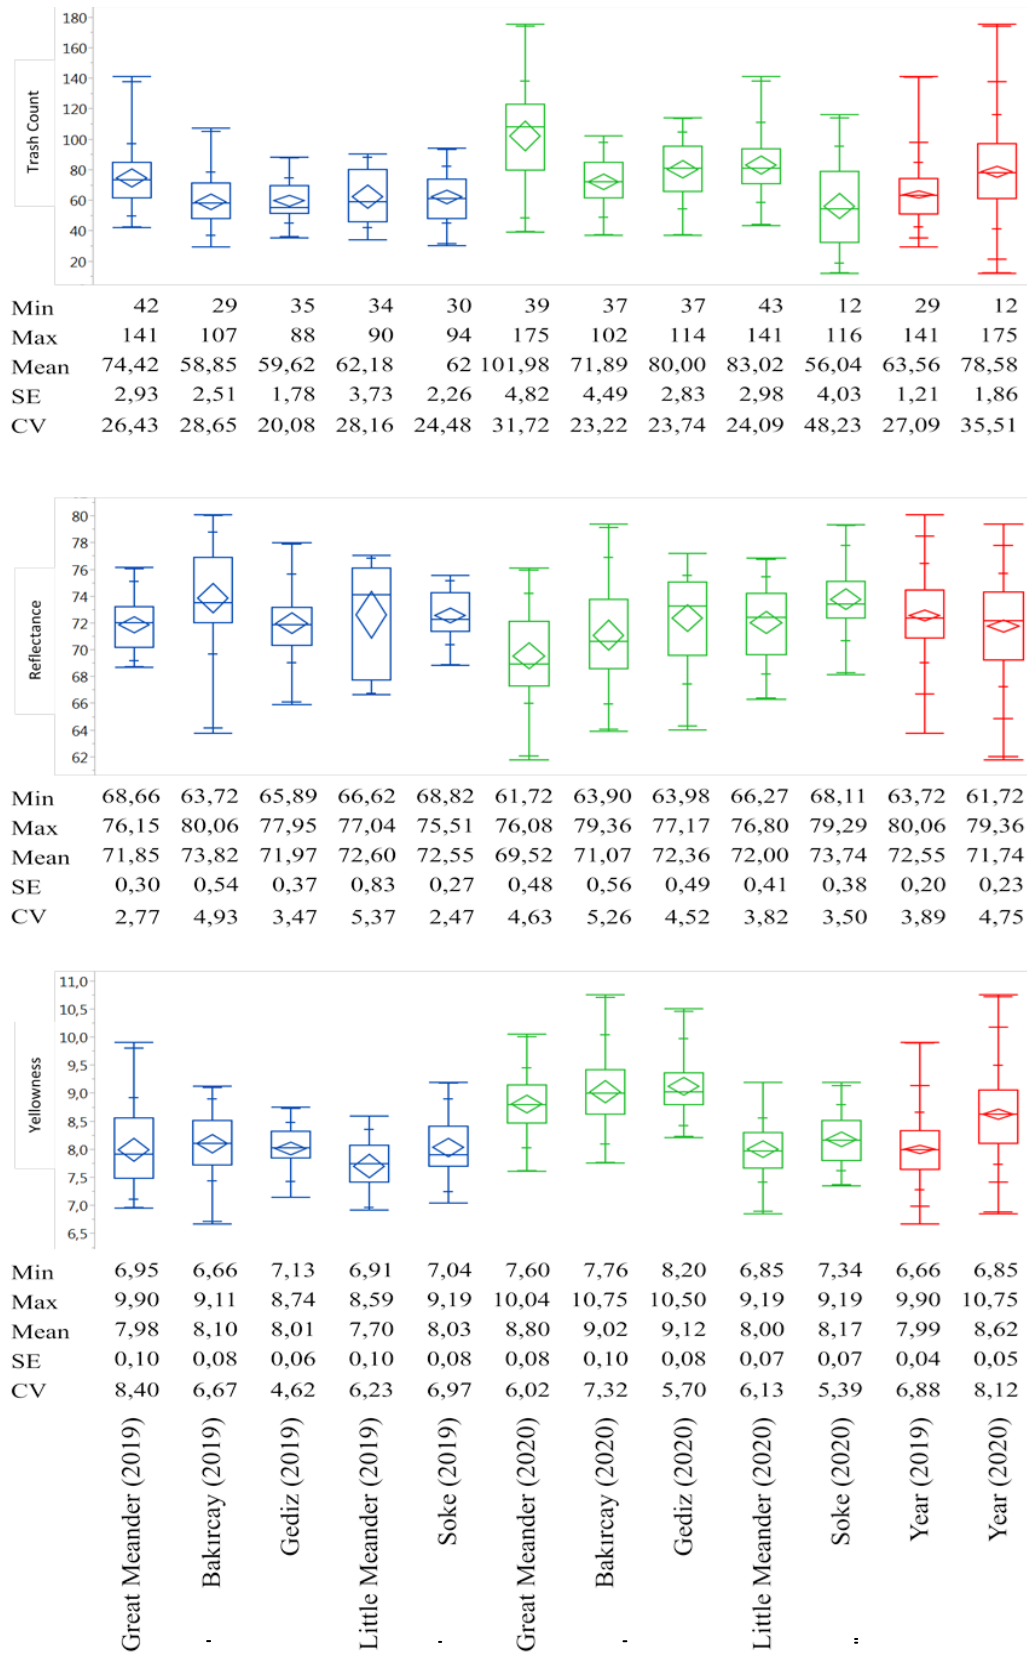 Trash Count
180
160
140
120
100
80
60
40
20
Min 42 29 35 34 30 39 37 37 43 12 29 12
Max 141 107 88 90 94 175 102 114 141 116 141 175
Mean 74,42 58,85 59,62 62,18 62 101,98 71,89 80,00 83,02 56,04 63,56 78,58
SE 2,93 2,51 1,78 3,73 2,26 4,82 4,49 2,83 2,98 4,03 1,21 1,86
CV 26,43 28,65 20,08 28,16 24,48 31,72 23,22 23,74 24,09 48,23 27,09 35,51
Reflectance
80
78
76
74
72
70
68
66
64
62
Min 68,66 63,72 65,89 66,62 68,82 61,72 63,90 63,98 66,27 68,11 63,72 61,72
Max 76,15 80,06 77,95 77,04 75,51 76,08 79,36 77,17 76,80 79,29 80,06 79,36
Mean 71,85 73,82 71,97 72,60 72,55 69,52 71,07 72,36 72,00 73,74 72,55 71,74
SE 0,30 0,54 0,37 0,83 0,27 0,48 0,56 0,49 0,41 0,38 0,20 0,23
CV 2,77 4,93 3,47 5,37 2,47 4,63 5,26 4,52 3,82 3,50 3,89 4,75
Yellowness
11,0
10,5
10,0
9,5
9,0
8,5
8,0
7,5
7,0
6,5
Min 6,95 6,66 7,13 6,91 7,04 7,60 7,76 8,20 6,85 7,34 6,66 6,85
Max 9,90 9,11 8,74 8,59 9,19 10,04 10,75 10,50 9,19 9,19 9,90 10,75
Mean 7,98 8,10 8,01 7,70 8,03 8,80 9,02 9,12 8,00 8,17 7,99 8,62
SE 0,10 0,08 0,06 0,10 0,08 0,08 0,10 0,08 0,07 0,07 0,04 0,05
CV 8,40 6,67 4,62 6,23 6,97 6,02 7,32 5,70 6,13 5,39 6,88 8,12
Great Meander (2019)
Bakırcay (2019)
Gediz (2019)
Little Meander (2019)
Soke (2019)
Great Meander (2020)
Bakırcay (2020)
Gediz (2020)
Little Meander (2020)
Soke (2020)
Year (2019)
Year (2020)